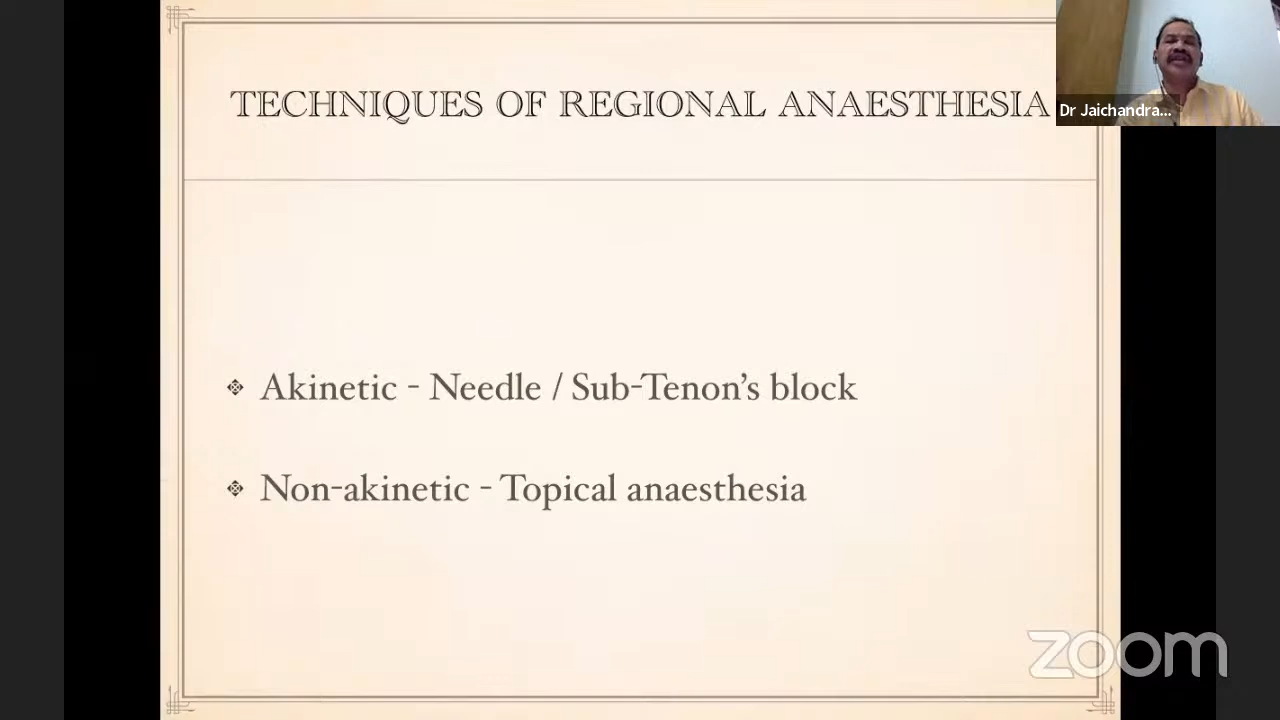 TECHNIQUES OF REGIONAL ANAESTHESIA
Dr Jaichandra...
Akinetic - Needle / Sub-Tenon's block
Non-akinetic - Topical anaesthesia
zoom